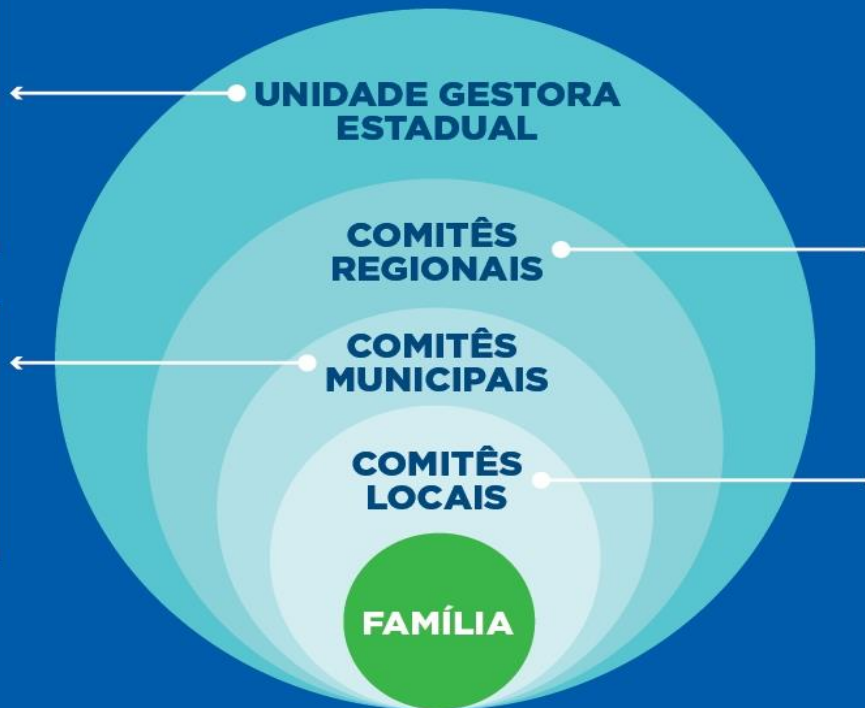 UNIDADE GESTORA
ESTADUAL
COMITÊS
REGIONAIS
COMITÊS
MUNICIPAIS
COMITÊS
LOCAIS
FAMÍLIA